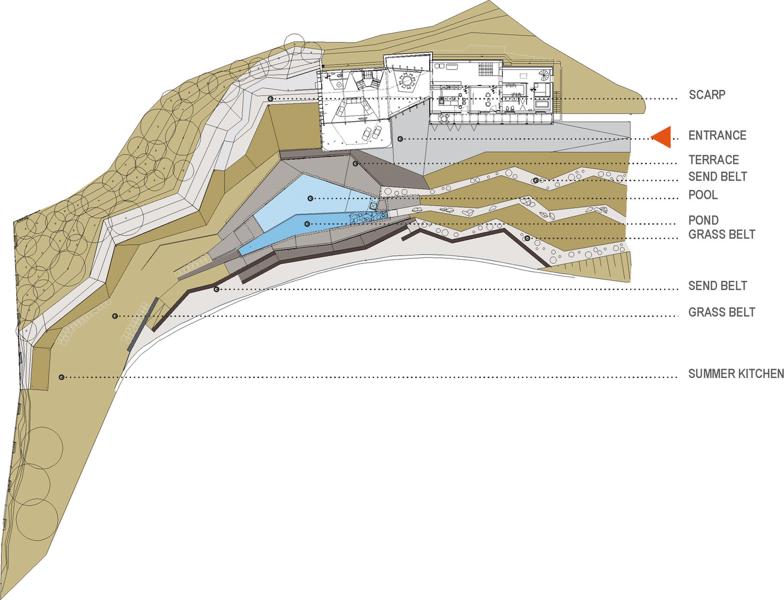 SCARP
ENTRANCE
TERRACE
SEND BELT
POOL
POND
GRASS BELT
SEND BELT
GRASS BELT
SUMMER KITCHEN